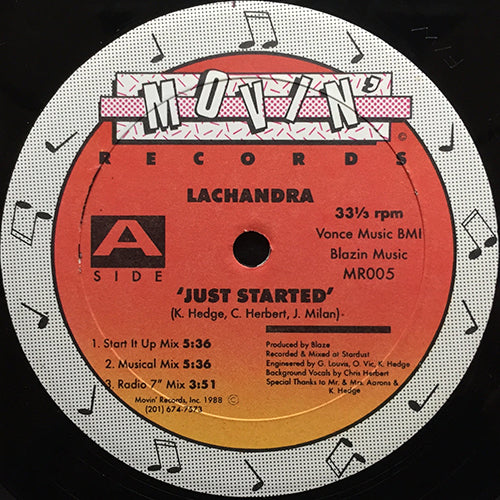 MOVIN'
RECORDS
LACHANDRA
33⅓ rpm
Vonce Music BMI
Blazin Music
MR005
A
SIDE
'JUST STARTED'
(K. Hedge, C. Herbert, J. Milan)
1. Start It Up Mix 5:36
2. Musical Mix 5:36
3. Radio 7" Mix 3:51
Movin' Records, Inc. 1988 ©
(201) 674-7573
Produced by Blaze
Recorded & Mixed at Stardust
Engineered by G. Louvis, O. Vic, K. Hedge
Background Vocals by Chris Herbert
Special Thanks to Mr. & Mrs. Aarons &
K. Hedge
©